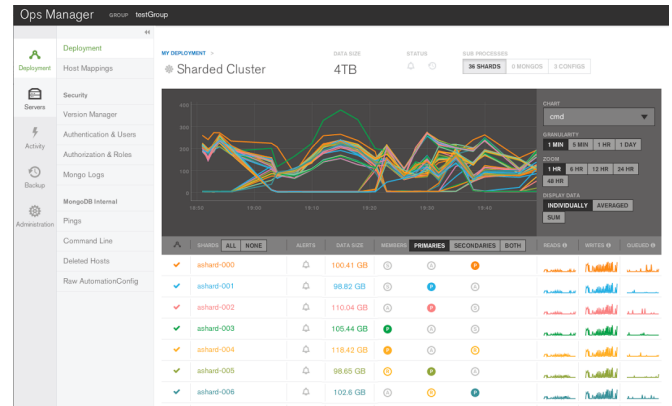 Ops Manager GROUP testGroup
Deployment
Servers
Activity
Backup
Administration
Deployment
Host Mappings
Security
Version Manager
Authentication & Users
Authorization & Roles
Mongo Logs
MongoDB Internal
Pings
Command Line
Deleted Hosts
Raw AutomationConfig
MY DEPLOYMENT >
Sharded Cluster
DATA SIZE
4TB
STATUS
SUB PROCESSES
36 SHARDS 0 MONGOS 3 CONFIGS
400
300
200
100
0
18:50 19:00 19:10 19:20 19:30 19:40
CHART
cmd
GRANULARITY
1 MIN 5 MIN 1 HR 1 DAY
ZOOM
1 HR 6 HR 12 HR 24 HR
48 HR
DISPLAY DATA
INDIVIDUALLY AVERAGED
SUM
SHARDS ALL NONE ALERTS DATA SIZE MEMBERS PRIMARIES SECONDARIES BOTH READS WRITES QUEUED
ashard-000 100.41 GB S S P
ashard-001 98.82 GB S P A
ashard-002 110.04 GB S P S
ashard-003 105.44 GB P
ashard-004 118.42 GB P
ashard-005 98.65 GB P
ashard-006 102.6 GB P